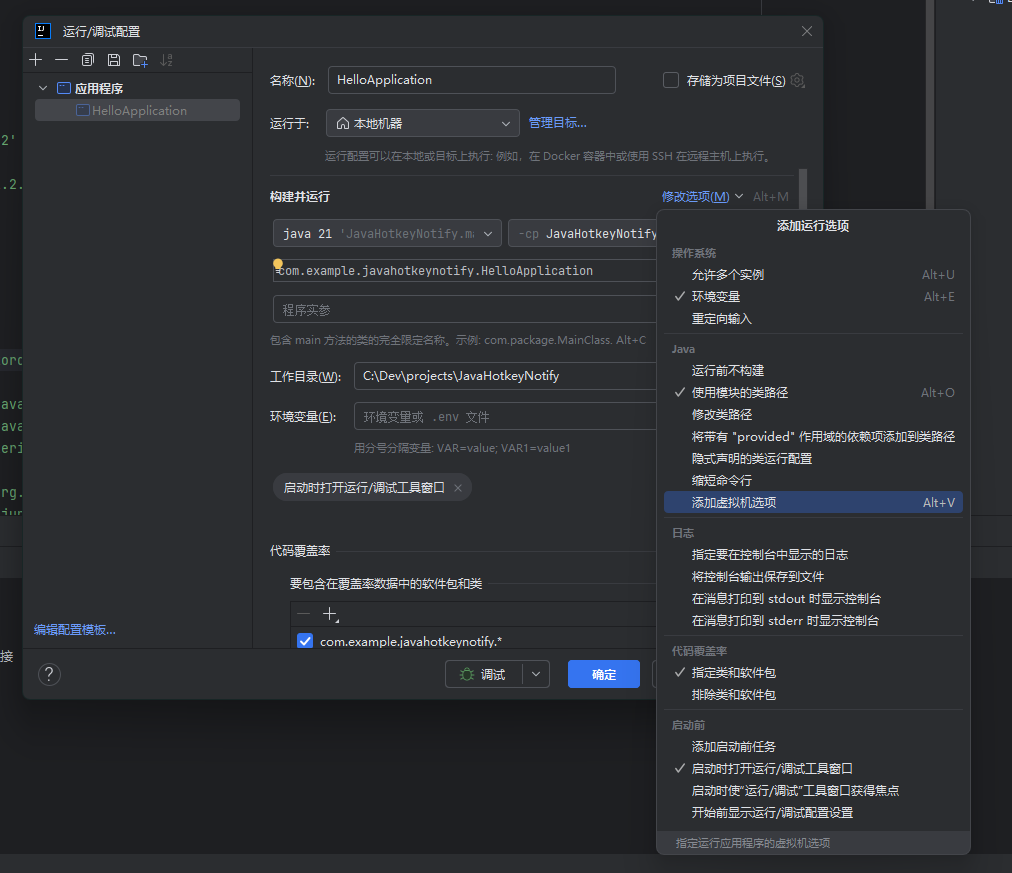 运行/调试配置
应用程序
HelloApplication
编辑配置模板...
名称(N):
HelloApplication
存储为项目文件(S)
运行于:
本地机器
管理目标...
运行配置可以在本地或目标上执行: 例如，在 Docker 容器中或使用 SSH 在远程主机上执行。
构建并运行
修改选项(M)
Alt+M
java 21 'JavaHotkeyNotify.ma
-cp JavaHotkeyNotify
com.example.javahotkeynotify.HelloApplication
程序实参
包含 main 方法的类的完全限定名称。示例: com.package.MainClass. Alt+C
工作目录(W):
C:\Dev\projects\JavaHotkeyNotify
环境变量(E):
环境变量或 .env 文件
用分号分隔变量: VAR=value; VAR1=value1
启动时打开运行/调试工具窗口
代码覆盖率
要包含在覆盖率数据中的软件包和类
com.example.javahotkeynotify.*
?
调试
确定
添加运行选项
操作系统
允许多个实例 Alt+U
环境变量 Alt+E
重定向输入
Java
运行前不构建
使用模块的类路径 Alt+O
修改类路径
将带有 "provided" 作用域的依赖项添加到类路径
隐式声明的类运行配置
缩短命令行
添加虚拟机选项 Alt+V
日志
指定要在控制台中显示的日志
将控制台输出保存到文件
在消息打印到 stdout 时显示控制台
在消息打印到 stderr 时显示控制台
代码覆盖率
指定类和软件包
排除类和软件包
启动前
添加启动前任务
启动时打开运行/调试工具窗口
启动时使“运行/调试”工具窗口获得焦点
开始前显示运行/调试配置设置
指定运行应用程序的虚拟机选项
2'
.2.
ord
ava
ava
eri
rg.
接